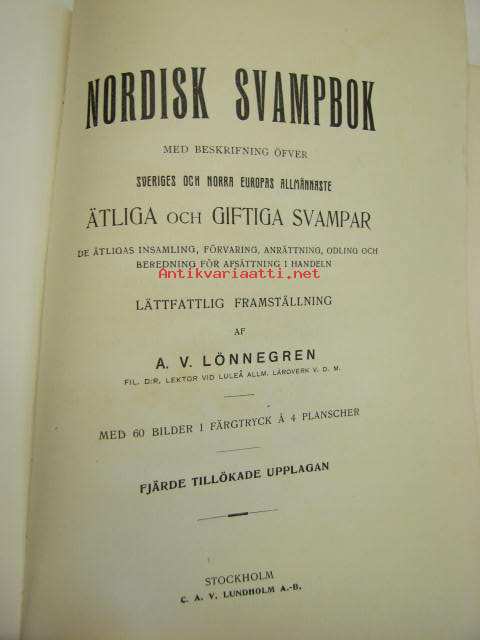 NORDISK SVAMPBOK
MED BESKRIFNING ÖFVER
SVERIGES OCH NORRA EUROPAS ALLMÄNNASTE
ÄTLIGA OCH GIFTIGA SVAMPAR
DE ÄTLIGAS INSAMLING, FÖRVARING, ANRÄTTNING, ODLING OCH
BEREDNING FÖR AFSÄTTNING I HANDELN
Antikvariaatti.net
LÄTTFATTLIG FRAMSTÄLLNING
AF
A. V. LÖNNEGREN
FIL. D:R, LEKTOR VID LULEÅ ALLM. LÄROVERK V. D. M.
MED 60 BILDER I FÄRGTRYCK Å 4 PLANSCHER
FJÄRDE TILLÖKADE UPPLAGAN
STOCKHOLM
C. A. V. LUNDHOLM A.-B.